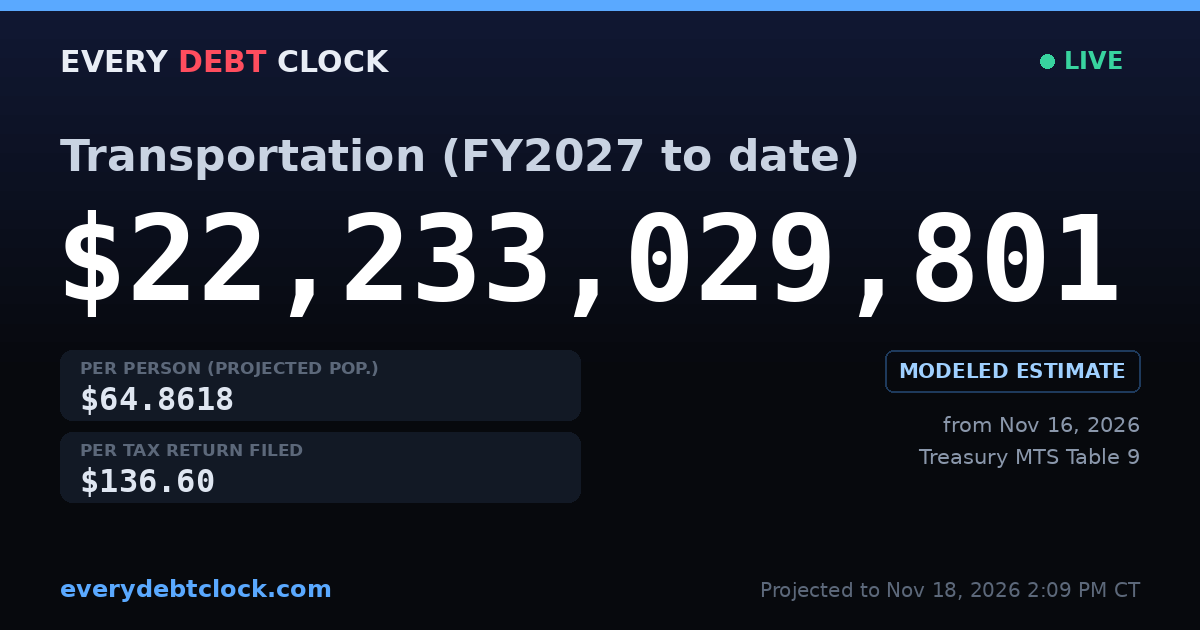 EVERY DEBT CLOCK
LIVE
Transportation (FY2027 to date)
$22,233,029,801
PER PERSON (PROJECTED POP.)
$64.8618
PER TAX RETURN FILED
$136.60
MODELED ESTIMATE
from Nov 16, 2026
Treasury MTS Table 9
everydebtclock.com
Projected to Nov 18, 2026 2:09 PM CT